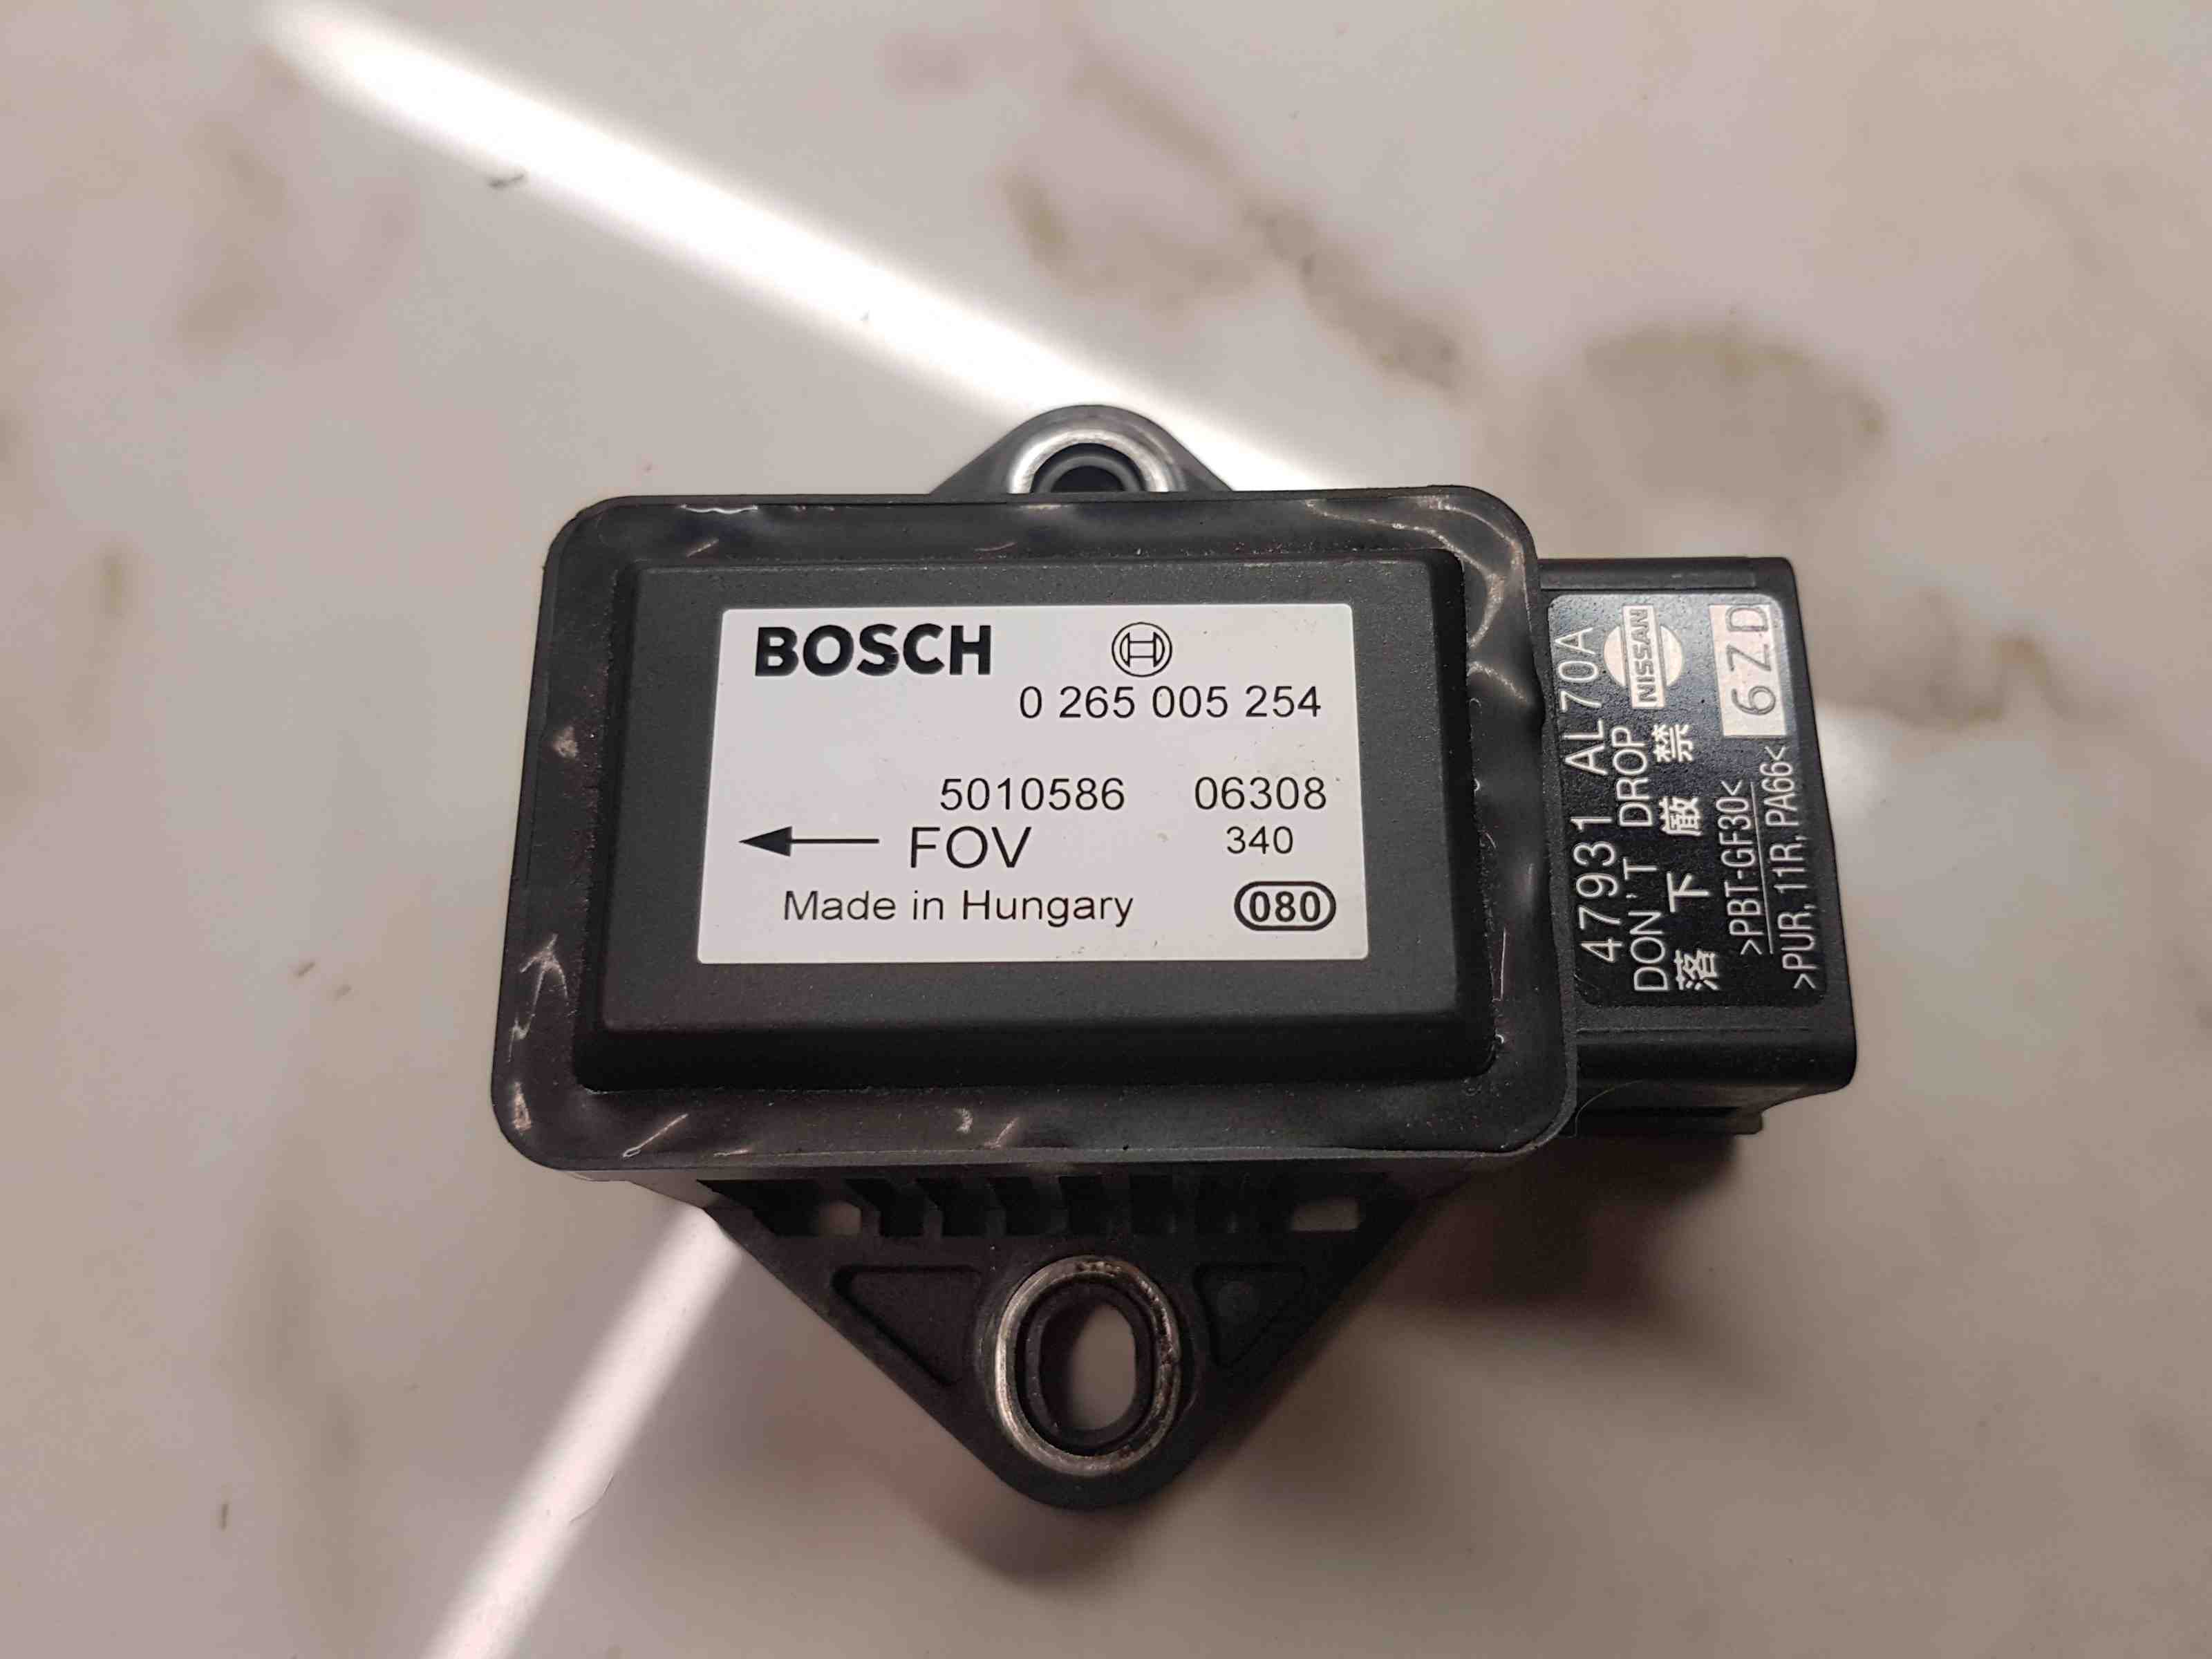 BOSCH
0 265 005 254
5010586 06308
FOV 340
Made in Hungary 080
47931 AL70A
NISSAN
DON'T DROP
落下厳禁
6ZD
>PBT-GF30<
>PUR, 11R, PA66<